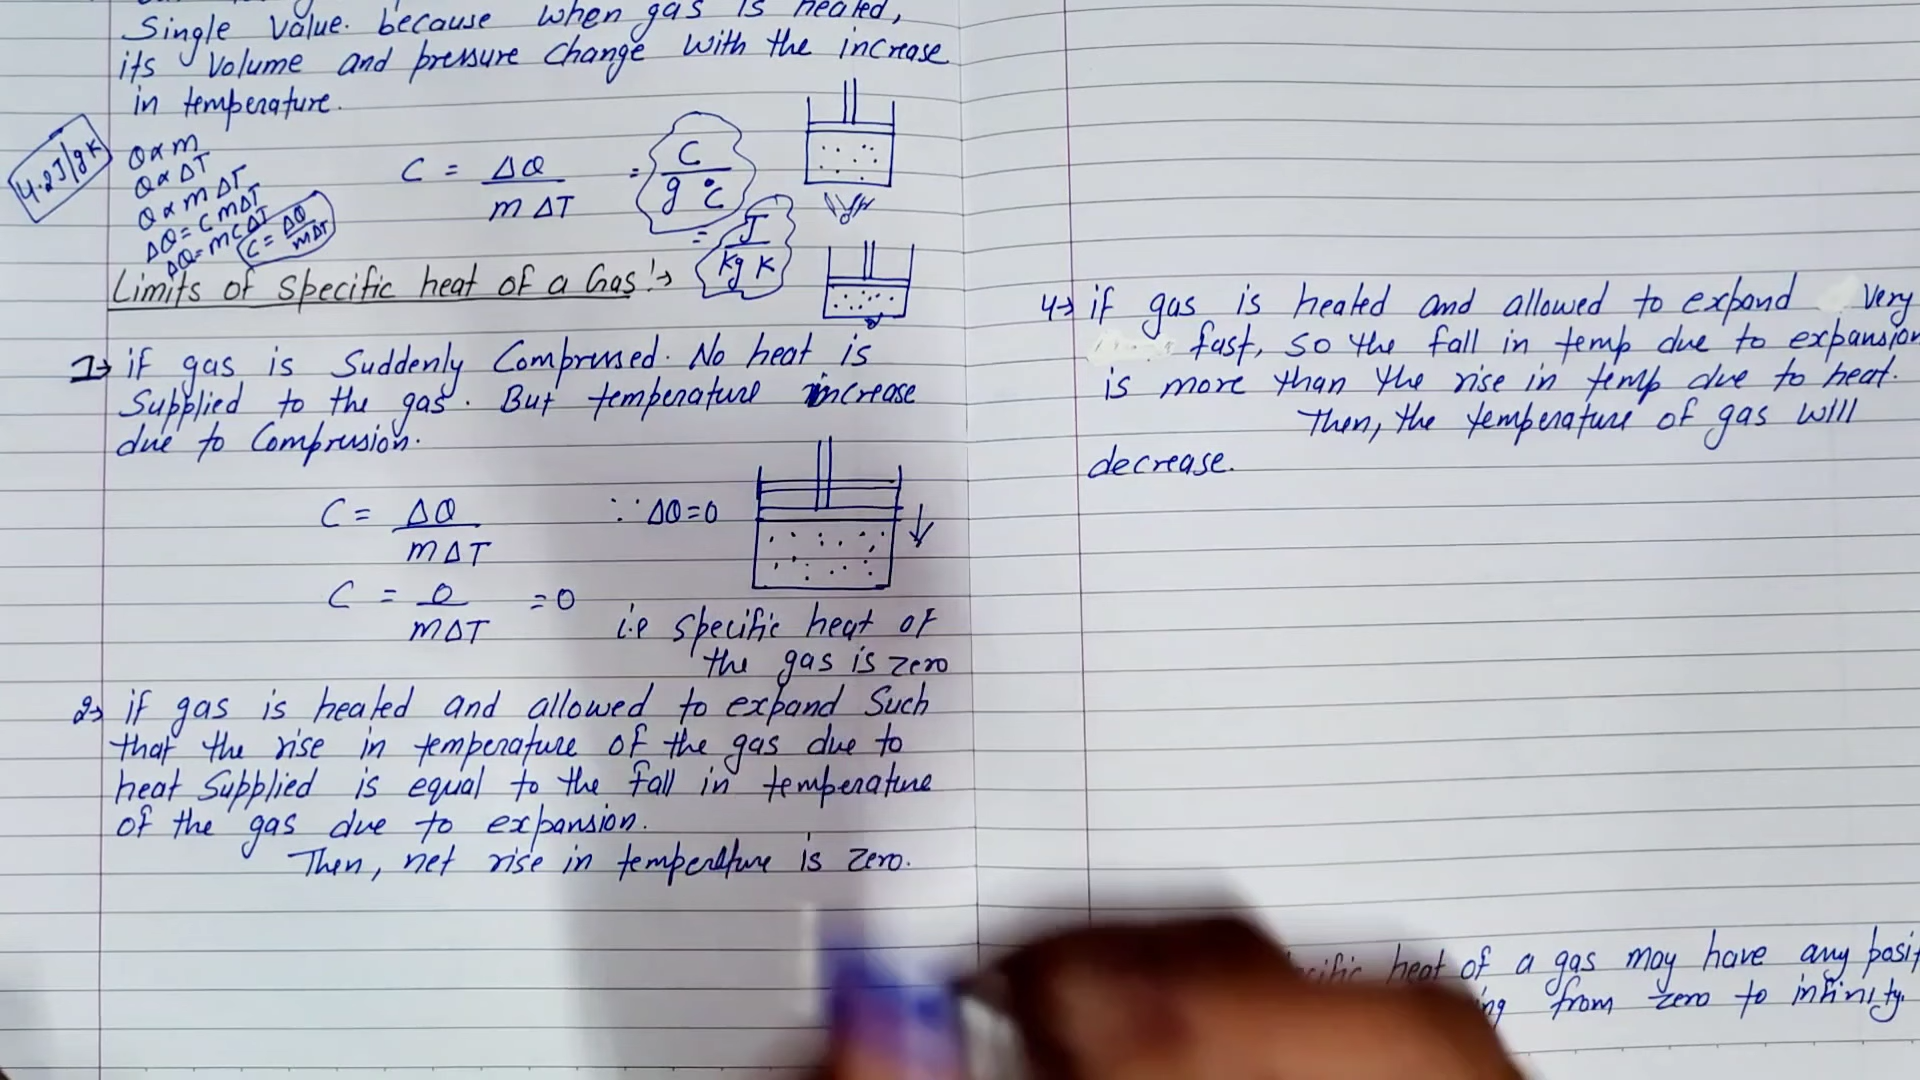 Single value. because when gas is heated,
its volume and pressure change with the increase
in temperature.
4.2J/gK
Q∝m
Q∝ΔT
Q∝mΔT
ΔQ=CmΔT
ΔQ=mCΔT
C=ΔQ/mΔT
C = ΔQ/mΔT = C/g°C
= J/kg K
Limits of specific heat of a Gas!→
1→ if gas is Suddenly Compressed. No heat is
Supplied to the gas. But temperature increase
due to Compression.
C = ΔQ/mΔT ∵ ΔQ=0
C = 0/mΔT =0
i.e specific heat of
the gas is zero
2→ if gas is heated and allowed to expand Such
that the rise in temperature of the gas due to
heat Supplied is equal to the fall in temperature
of the gas due to expansion.
Then, net rise in temperature is zero.
4→ if gas is heated and allowed to expand Very
fast, so the fall in temp due to expansion
is more than the rise in temp due to heat.
Then, the temperature of gas will
decrease.
heat of a gas may have any
from zero to infinity.